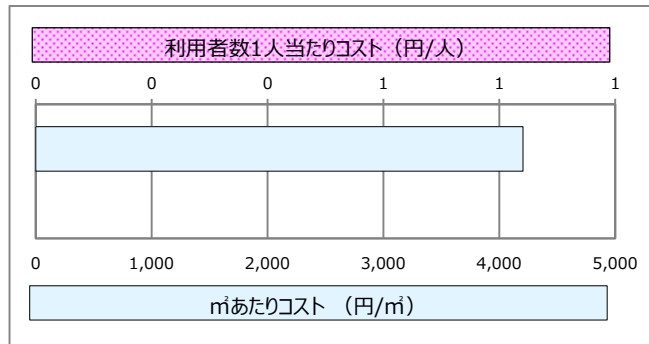 利用者数1人当たりコスト（円/人）
0 0 0 1 1 1
0 1,000 2,000 3,000 4,000 5,000
㎡あたりコスト （円/㎡）